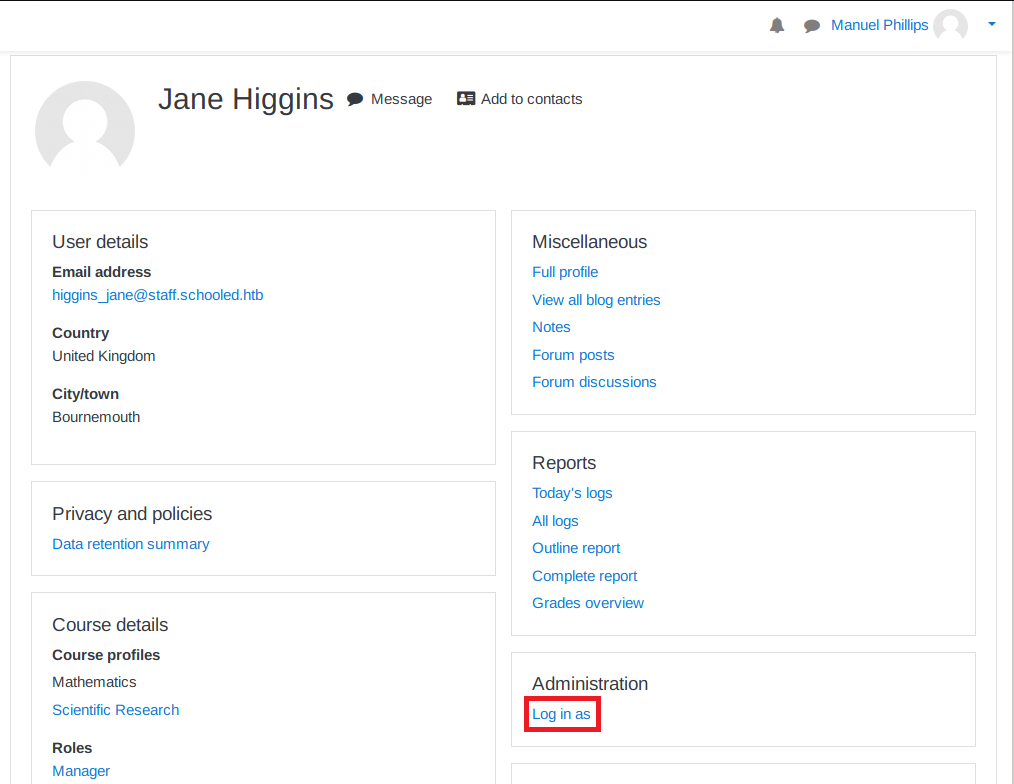 Manuel Phillips
Jane Higgins
Message
Add to contacts
User details
Email address
higgins_jane@staff.schooled.htb
Country
United Kingdom
City/town
Bournemouth
Privacy and policies
Data retention summary
Course details
Course profiles
Mathematics
Scientific Research
Roles
Manager
Miscellaneous
Full profile
View all blog entries
Notes
Forum posts
Forum discussions
Reports
Today's logs
All logs
Outline report
Complete report
Grades overview
Administration
Log in as